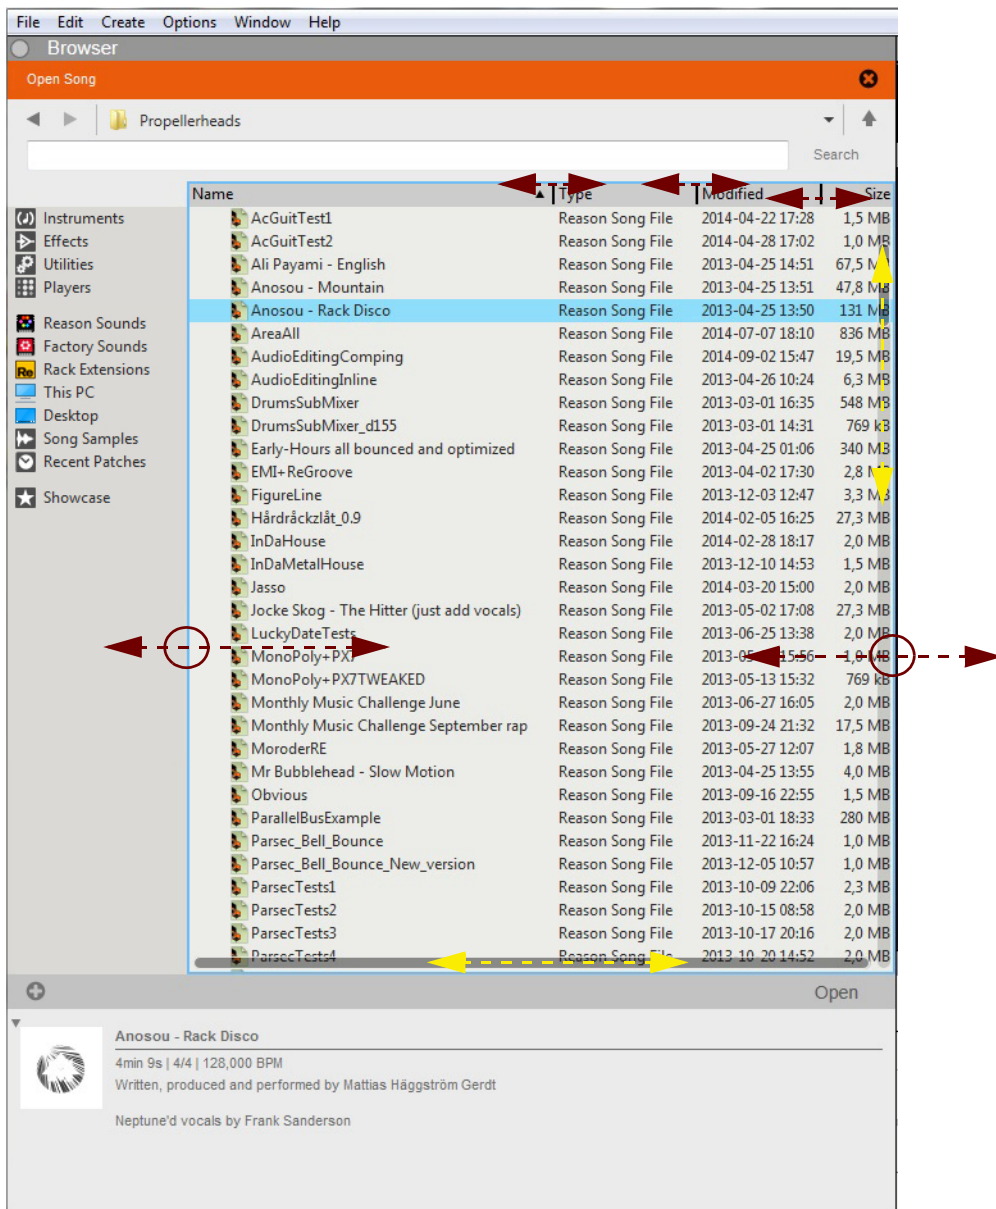 File Edit Create Options Window Help
Browser
Open Song
Propellerheads
Search
Name Type Modified Size
Instruments
Effects
Utilities
Players
Reason Sounds
Factory Sounds
Re Rack Extensions
This PC
Desktop
Song Samples
Recent Patches
Showcase
AcGuitTest1 Reason Song File 2014-04-22 17:28 1,5 MB
AcGuitTest2 Reason Song File 2014-04-28 17:02 1,0 MB
Ali Payami - English Reason Song File 2013-04-25 14:51 67,5 MB
Anosou - Mountain Reason Song File 2013-04-25 13:51 47,8 MB
Anosou - Rack Disco Reason Song File 2013-04-25 13:50 131 MB
AreaAll Reason Song File 2014-07-07 18:10 836 MB
AudioEditingComping Reason Song File 2014-09-02 15:47 19,5 MB
AudioEditingInline Reason Song File 2013-04-26 10:24 6,3 MB
DrumsSubMixer Reason Song File 2013-03-01 16:35 548 MB
DrumsSubMixer_d155 Reason Song File 2013-03-01 14:31 769 kB
Early-Hours all bounced and optimized Reason Song File 2013-04-25 01:06 340 MB
EMI+ReGroove Reason Song File 2013-04-02 17:30 2,8 MB
FigureLine Reason Song File 2013-12-03 12:47 3,3 MB
Hårdråckzlåt_0.9 Reason Song File 2014-02-05 16:25 27,3 MB
InDaHouse Reason Song File 2014-02-28 18:17 2,0 MB
InDaMetalHouse Reason Song File 2013-12-10 14:53 1,5 MB
Jasso Reason Song File 2014-03-20 15:00 2,0 MB
Jocke Skog - The Hitter (just add vocals) Reason Song File 2013-05-02 17:08 27,3 MB
LuckyDateTests Reason Song File 2013-06-25 13:38 2,0 MB
MonoPoly+PX7 Reason Song File 15:56 1,0 MB
MonoPoly+PX7TWEAKED Reason Song File 2013-05-13 15:32 769 kB
Monthly Music Challenge June Reason Song File 2013-06-27 16:05 2,0 MB
Monthly Music Challenge September rap Reason Song File 2013-09-24 21:32 17,5 MB
MoroderRE Reason Song File 2013-05-27 12:07 1,8 MB
Mr Bubblehead - Slow Motion Reason Song File 2013-04-25 13:55 4,0 MB
Obvious Reason Song File 2013-09-16 22:55 1,5 MB
ParallelBusExample Reason Song File 2013-03-01 18:33 280 MB
Parsec_Bell_Bounce Reason Song File 2013-11-22 16:24 1,0 MB
Parsec_Bell_Bounce_New_version Reason Song File 2013-12-05 10:57 1,0 MB
ParsecTests1 Reason Song File 2013-10-09 22:06 2,3 MB
ParsecTests2 Reason Song File 2013-10-15 08:58 2,0 MB
ParsecTests3 Reason Song File 2013-10-17 20:16 2,0 MB
ParsecTests4 Reason Song File 2013-10-20 14:52 2,0 MB
Open
Anosou - Rack Disco
4min 9s | 4/4 | 128,000 BPM
Written, produced and performed by Mattias Häggström Gerdt
Neptune'd vocals by Frank Sanderson